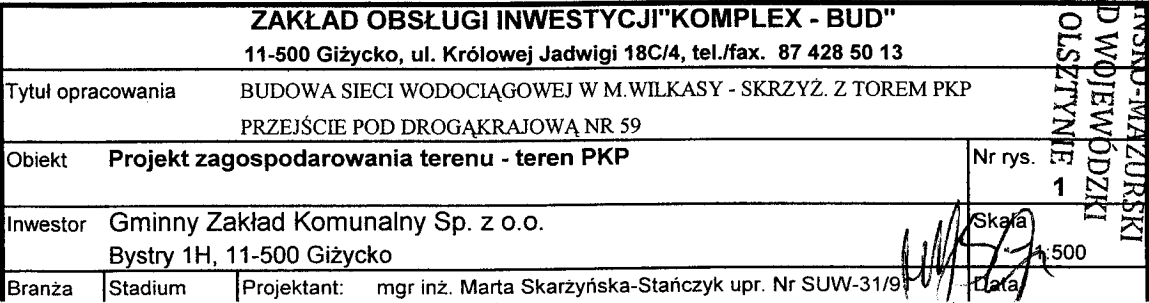 ZAKŁAD OBSŁUGI INWESTYCJI"KOMPLEX - BUD"
11-500 Giżycko, ul. Królowej Jadwigi 18C/4, tel./fax. 87 428 50 13
Tytuł opracowania BUDOWA SIECI WODOCIĄGOWEJ W M.WILKASY - SKRZYŻ. Z TOREM PKP
PRZEJŚCIE POD DROGĄKRAJOWĄ NR 59
Obiekt Projekt zagospodarowania terenu - teren PKP Nr rys.
1
Inwestor Gminny Zakład Komunalny Sp. z o.o. Skala
Bystry 1H, 11-500 Giżycko 1:500
Branża Stadium Projektant: mgr inż. Marta Skarżyńska-Stańczyk upr. Nr SUW-31/9 Data
MAZURSKI
D WOJEWÓDZKI
OLSZTYNIE